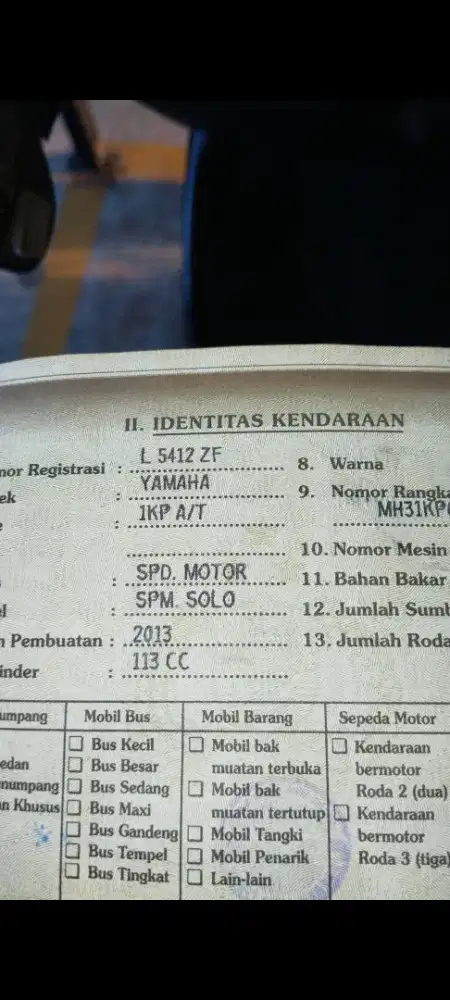 II. IDENTITAS KENDARAAN
nor Registrasi : L 5412 ZF
ek : YAMAHA
: 1KP A/T
: SPD. MOTOR
el : SPM. SOLO
n Pembuatan : 2013
inder : 113 CC
8. Warna
9. Nomor Rangka
MH31KP
10. Nomor Mesin
11. Bahan Bakar
12. Jumlah Sumb
13. Jumlah Roda
umpang
edan
numpang
n Khusus
Mobil Bus
Bus Kecil
Bus Besar
Bus Sedang
Bus Maxi
Bus Gandeng
Bus Tempel
Bus Tingkat
Mobil Barang
Mobil bak
muatan terbuka
Mobil bak
muatan tertutup
Mobil Tangki
Mobil Penarik
Lain-lain
Sepeda Motor
Kendaraan
bermotor
Roda 2 (dua)
Kendaraan
bermotor
Roda 3 (tiga)